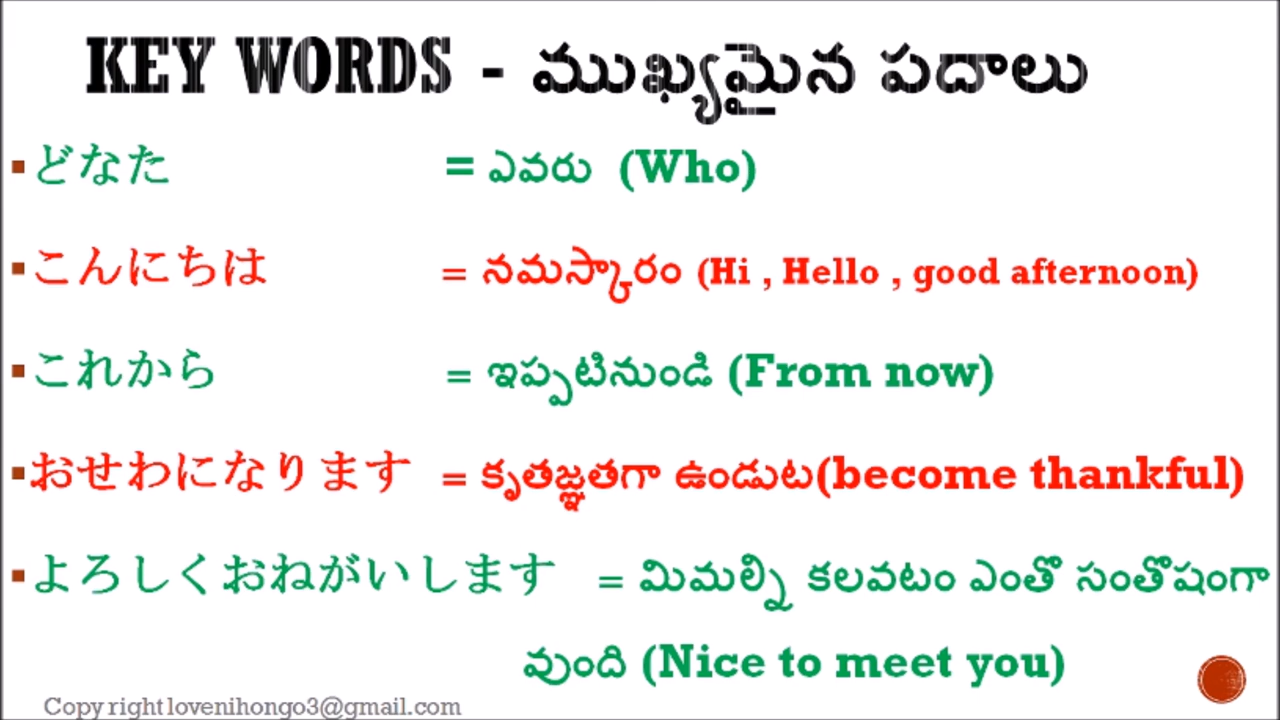 KEY WORDS - ముఖ్యమైన పదాలు
どなた = ఎవరు (Who)
こんにちは = నమస్కారం (Hi , Hello , good afternoon)
これから = ఇప్పటినుండి (From now)
おせわになります = కృతజ్ఞతగా ఉండుట(become thankful)
よろしくおねがいします = మిమల్ని కలవటం ఎంతో సంతోషంగా
వుంది (Nice to meet you)
Copy right lovenihongo3@gmail.com